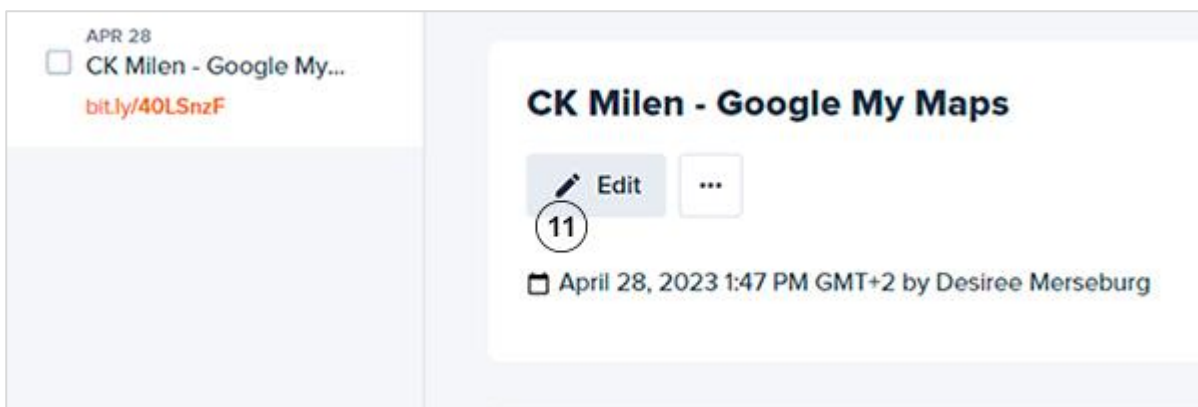 APR 28
CK Milen - Google My...
bit.ly/40LSnzF
CK Milen - Google My Maps
Edit ...
11
April 28, 2023 1:47 PM GMT+2 by Desiree Merseburg